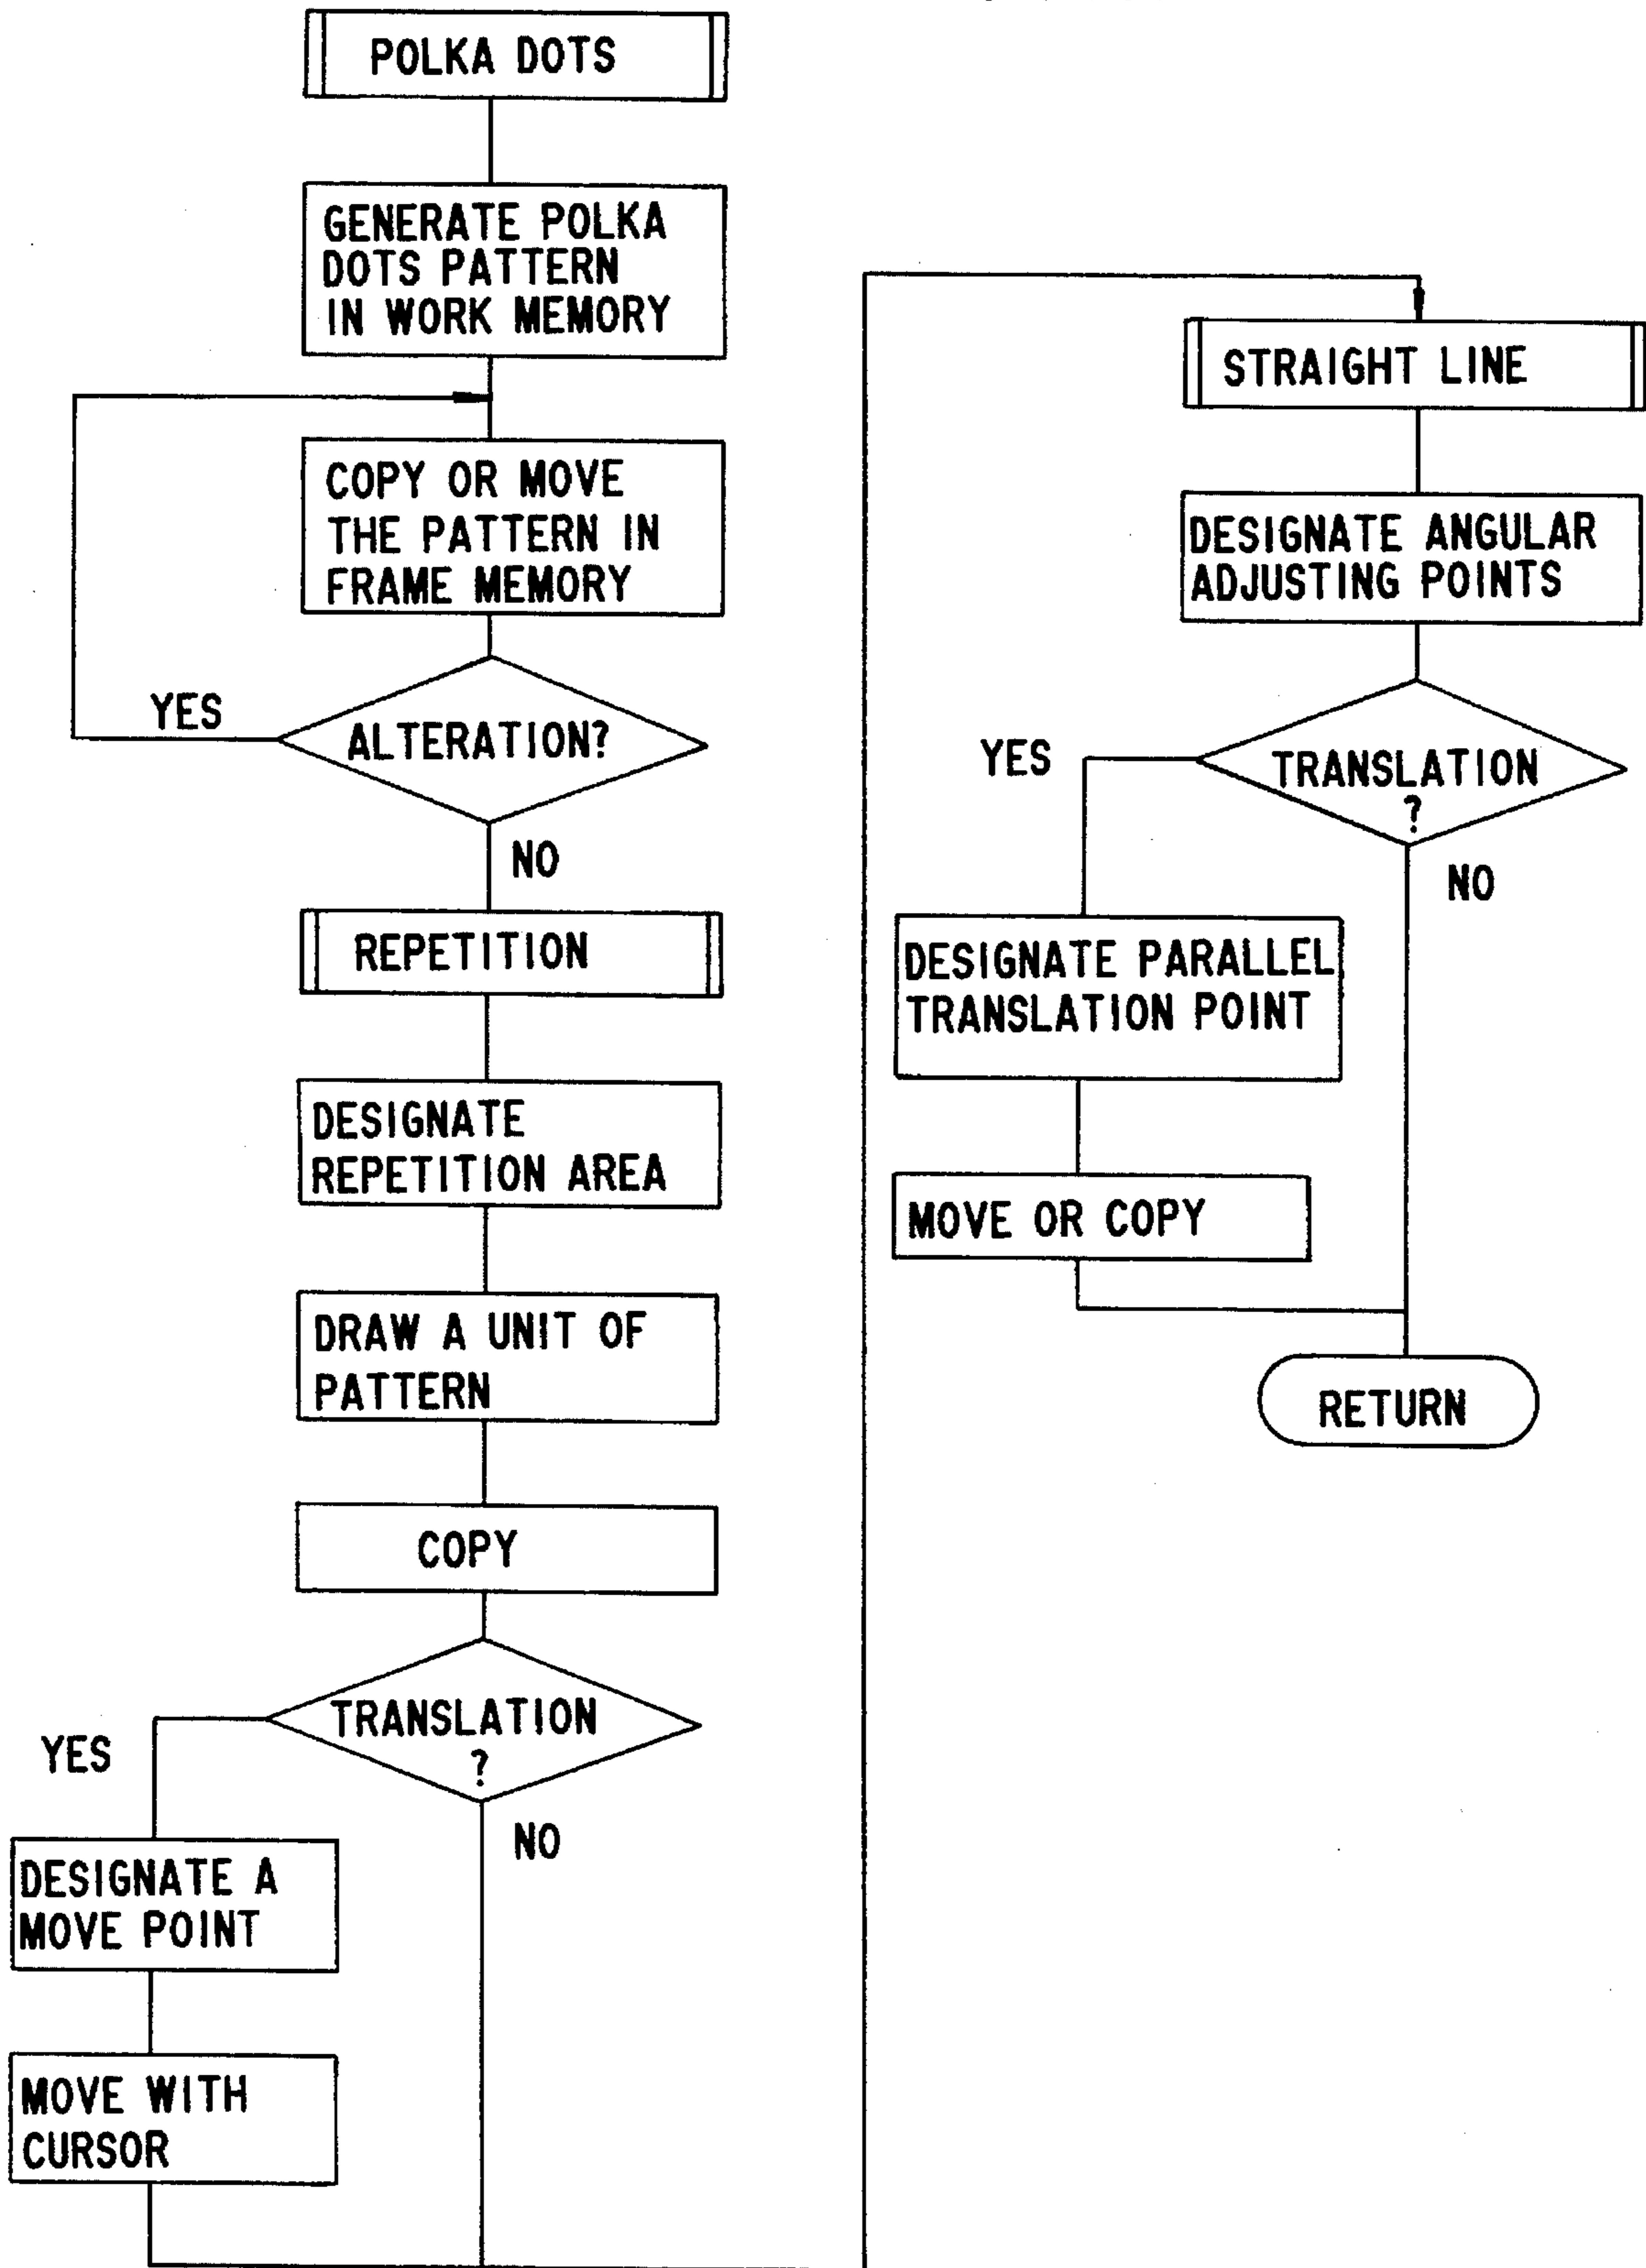 POLKA DOTS
GENERATE POLKA
DOTS PATTERN
IN WORK MEMORY
COPY OR MOVE
THE PATTERN IN
FRAME MEMORY
YES
ALTERATION?
NO
REPETITION
DESIGNATE
REPETITION AREA
DRAW A UNIT OF
PATTERN
COPY
TRANSLATION
?
YES
NO
DESIGNATE A
MOVE POINT
MOVE WITH
CURSOR
STRAIGHT LINE
DESIGNATE ANGULAR
ADJUSTING POINTS
YES
TRANSLATION
?
NO
DESIGNATE PARALLEL
TRANSLATION POINT
MOVE OR COPY
RETURN